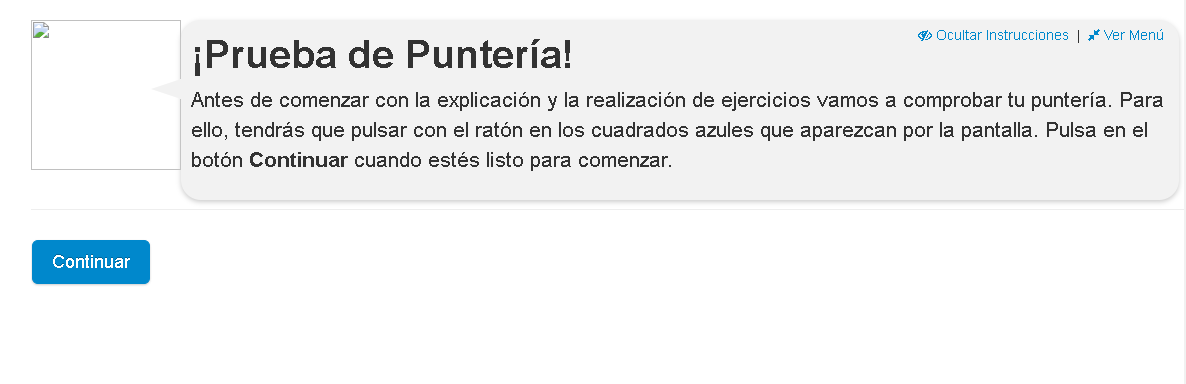 Ocultar Instrucciones | Ver Menú
¡Prueba de Puntería!
Antes de comenzar con la explicación y la realización de ejercicios vamos a comprobar tu puntería. Para
ello, tendrás que pulsar con el ratón en los cuadrados azules que aparezcan por la pantalla. Pulsa en el
botón Continuar cuando estés listo para comenzar.
Continuar